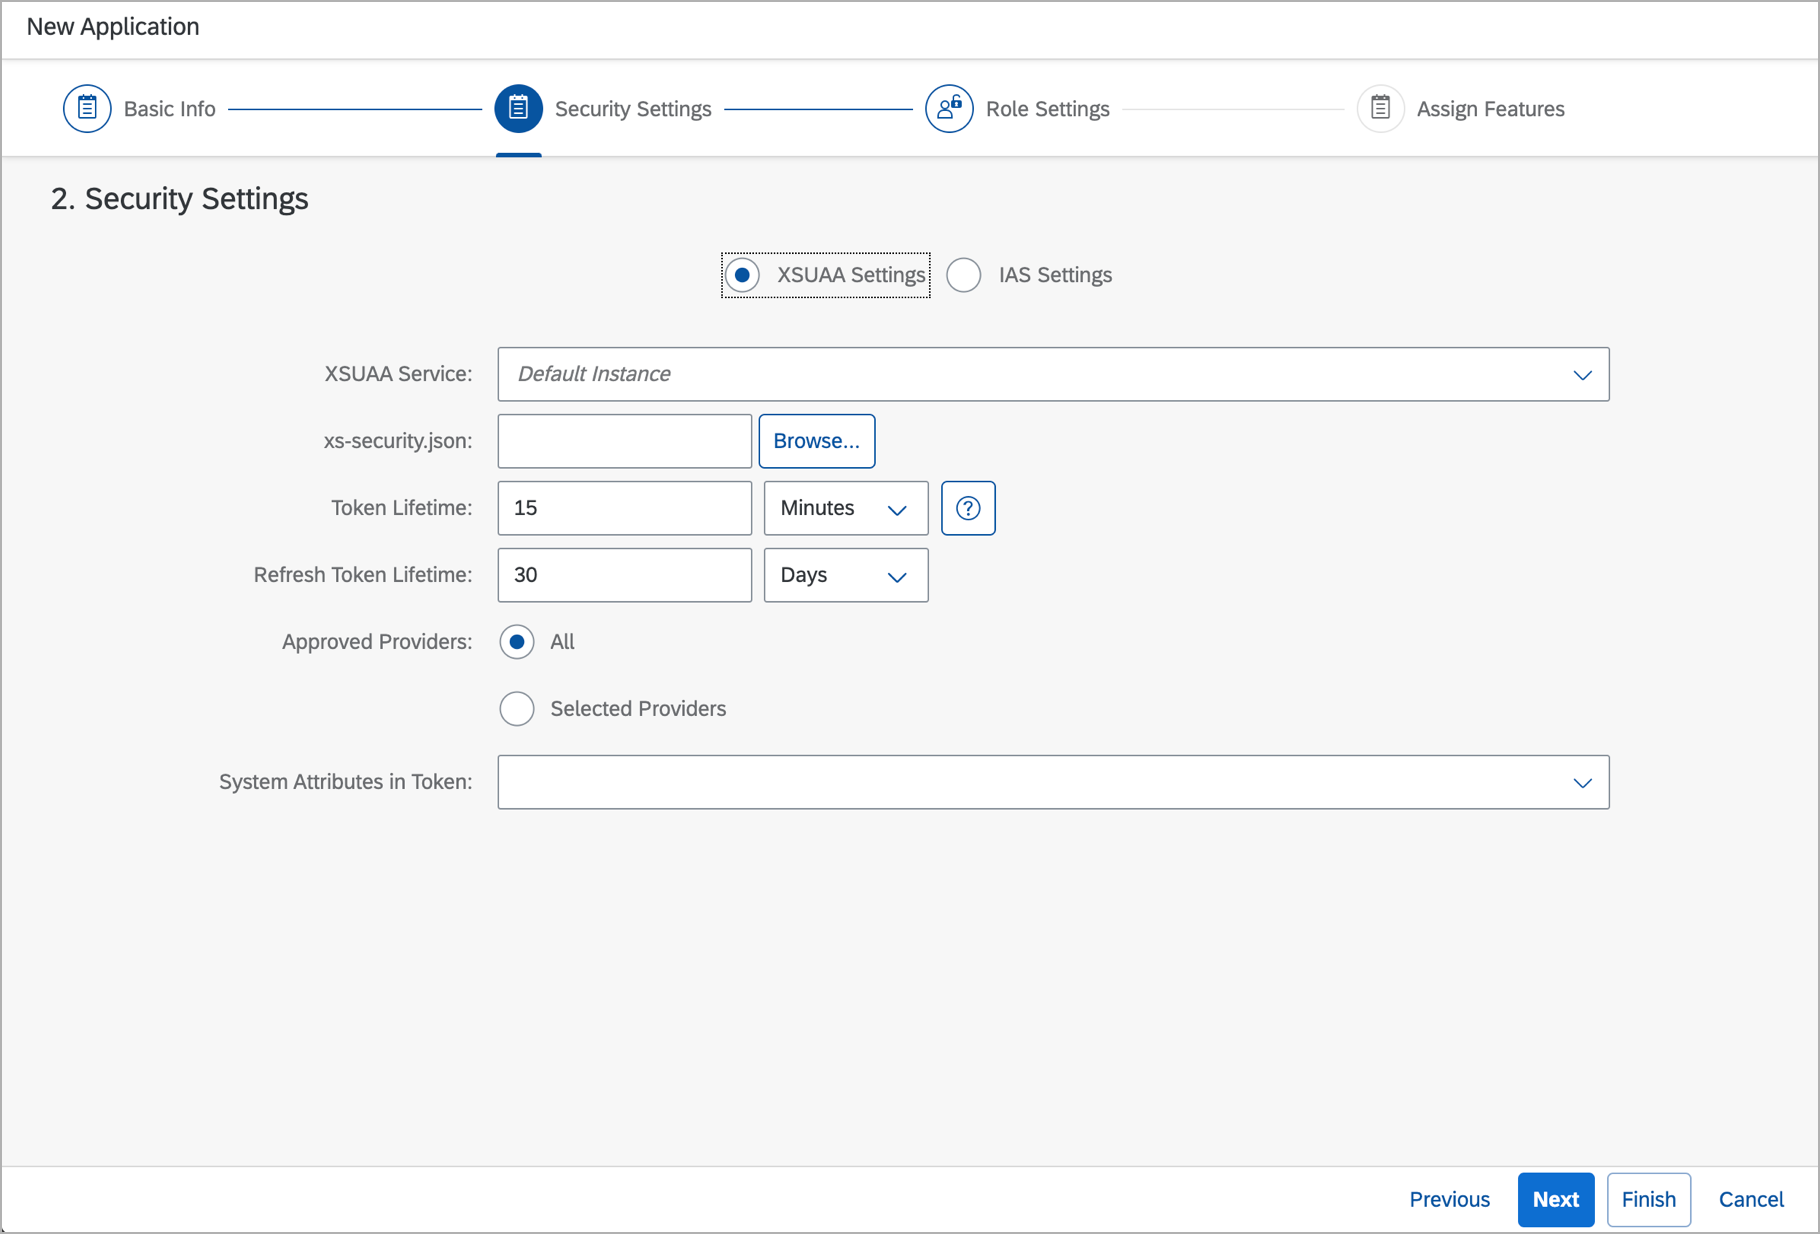 New Application
Basic Info
Security Settings
Role Settings
Assign Features
2. Security Settings
XSUAA Settings
IAS Settings
XSUAA Service:
Default Instance
xs-security.json:
Browse...
Token Lifetime:
15
Minutes
?
Refresh Token Lifetime:
30
Days
Approved Providers:
All
Selected Providers
System Attributes in Token:
Previous
Next
Finish
Cancel